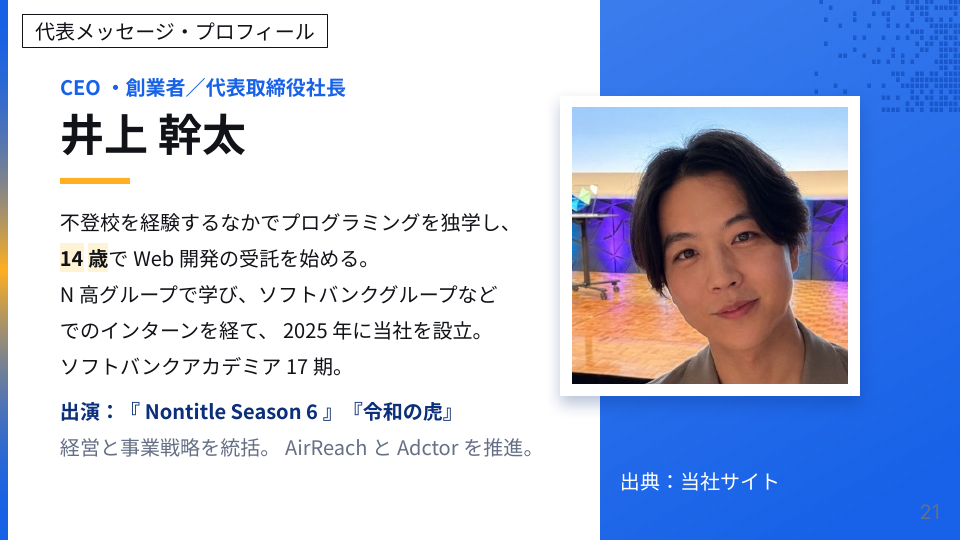 代表メッセージ・プロフィール
CEO ・創業者／代表取締役社長
井上 幹太
不登校を経験するなかでプログラミングを独学し、
14 歳で Web 開発の受託を始める。
N 高グループで学び、ソフトバンクグループなど
でのインターンを経て、 2025 年に当社を設立。
ソフトバンクアカデミア 17 期。
出演：『 Nontitle Season 6 』『令和の虎』
経営と事業戦略を統括。 AirReach と Adctor を推進。
出典：当社サイト
21